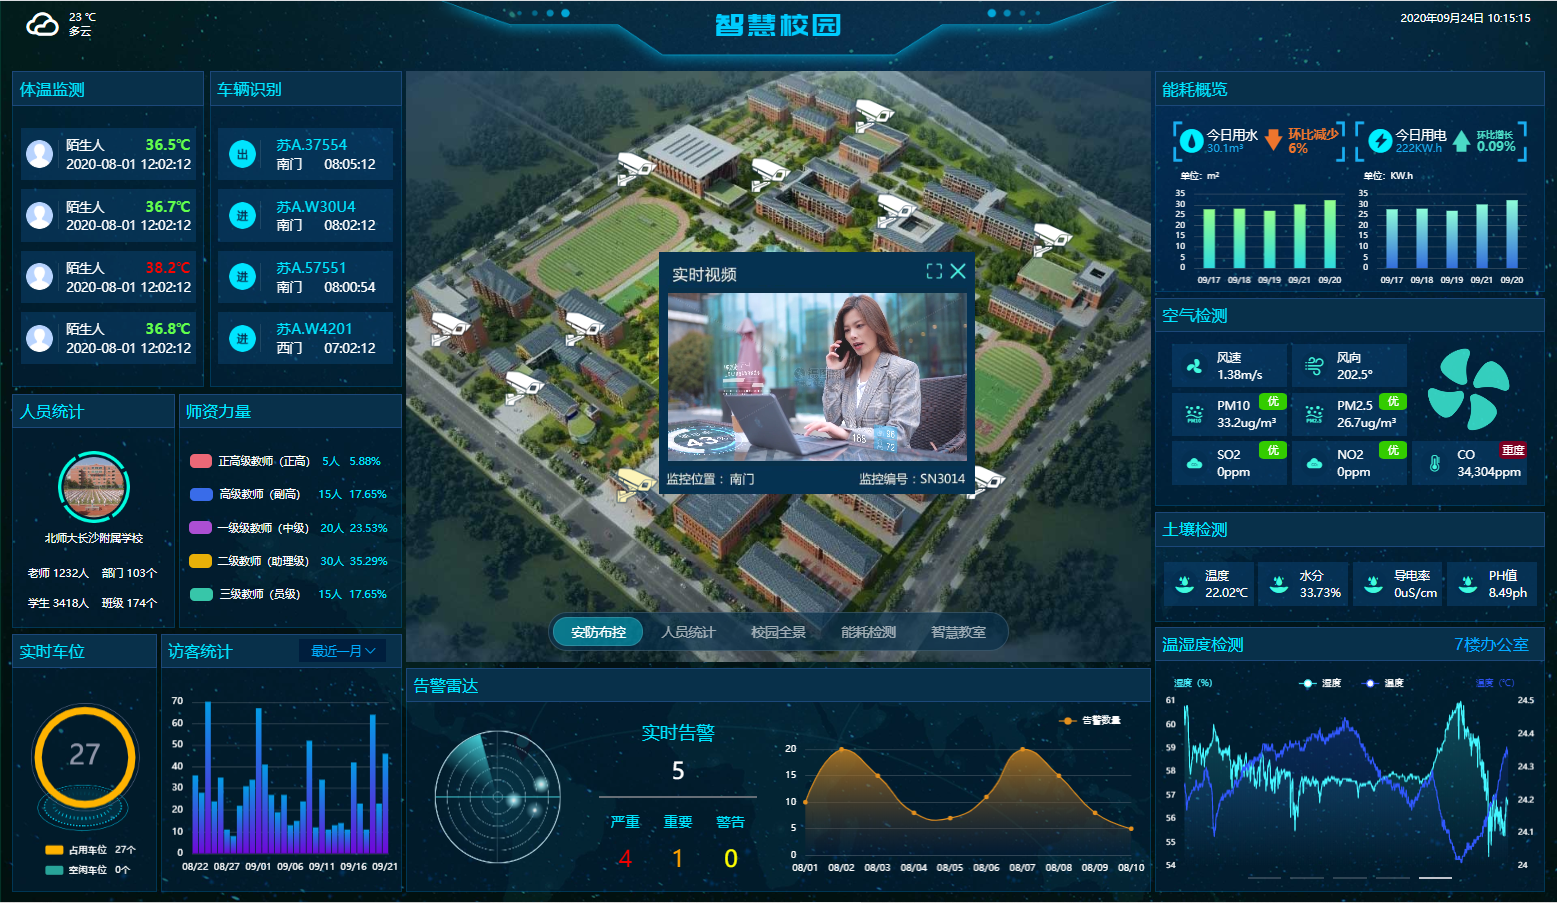 23 ℃
多云
智慧校园
2020年09月24日 10:15:15
体温监测
陌生人 36.5℃
2020-08-01 12:02:12
陌生人 36.7℃
2020-08-01 12:02:12
陌生人 38.2℃
2020-08-01 12:02:12
陌生人 36.8℃
2020-08-01 12:02:12
车辆识别
出 苏A.37554
南门 08:05:12
进 苏A.W30U4
南门 08:02:12
进 苏A.57551
南门 08:00:54
进 苏A.W4201
西门 07:02:12
人员统计
北师大长沙附属学校
老师 1232人 部门 103个
学生 3418人 班级 174个
师资力量
正高级教师（正高） 5人 5.88%
高级教师（副高） 15人 17.65%
一级级教师（中级） 20人 23.53%
二级教师（助理级） 30人 35.29%
三级教师（员级） 15人 17.65%
实时车位
27
占用车位 27个
空闲车位 0个
访客统计
最近一月
70
60
50
40
30
20
10
0
08/22 08/27 09/01 09/06 09/11 09/16 09/21
实时视频
监控位置： 南门 监控编号：SN3014
安防布控 人员统计 校园全景 能耗检测 智慧教室
告警雷达
实时告警
5
严重 重要 警告
4 1 0
告警数量
20
15
10
5
0
08/01 08/02 08/03 08/04 08/05 08/06 08/07 08/08 08/09 08/10
能耗概览
今日用水 环比减少
30.1m³ 6%
今日用电 环比增长
222KW.h 0.09%
单位：m²
35
30
25
20
15
10
5
0
09/17 09/18 09/19 09/21 09/20
单位：KW.h
35
30
25
20
15
10
5
0
09/17 09/18 09/19 09/21 09/20
空气检测
风速
1.38m/s
风向
202.5°
PM10 优
33.2ug/m³
PM2.5 优
26.7ug/m³
SO2 优
0ppm
NO2 优
0ppm
CO 重度
34,304ppm
土壤检测
温度
22.02℃
水分
33.73%
导电率
0uS/cm
PH值
8.49ph
温湿度检测 7楼办公室
湿度（%） 湿度 温度 温度（℃）
61
60
59
58
57
56
55
54
24.5
24.4
24.3
24.2
24.1
24